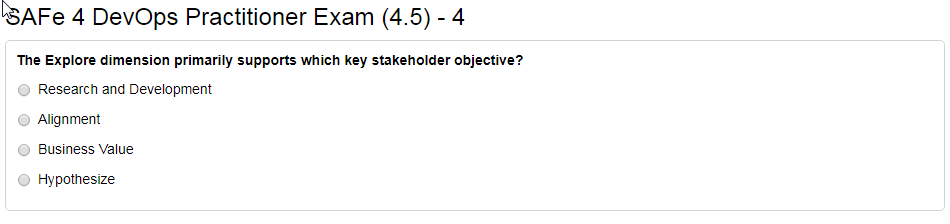 SAFe 4 DevOps Practitioner Exam (4.5) - 4
The Explore dimension primarily supports which key stakeholder objective?
Research and Development
Alignment
Business Value
Hypothesize